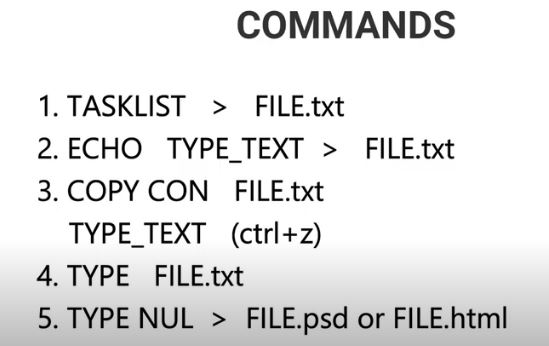 COMMANDS
1. TASKLIST > FILE.txt
2. ECHO TYPE_TEXT > FILE.txt
3. COPY CON FILE.txt
TYPE_TEXT (ctrl+z)
4. TYPE FILE.txt
5. TYPE NUL > FILE.psd or FILE.html